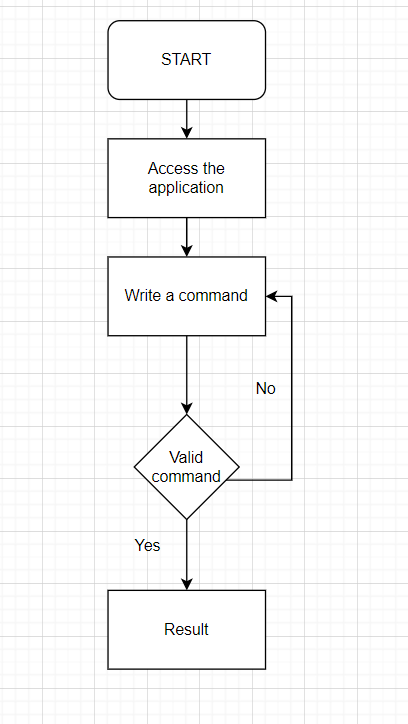 START
Access the
application
Write a command
No
Valid
command
Yes
Result